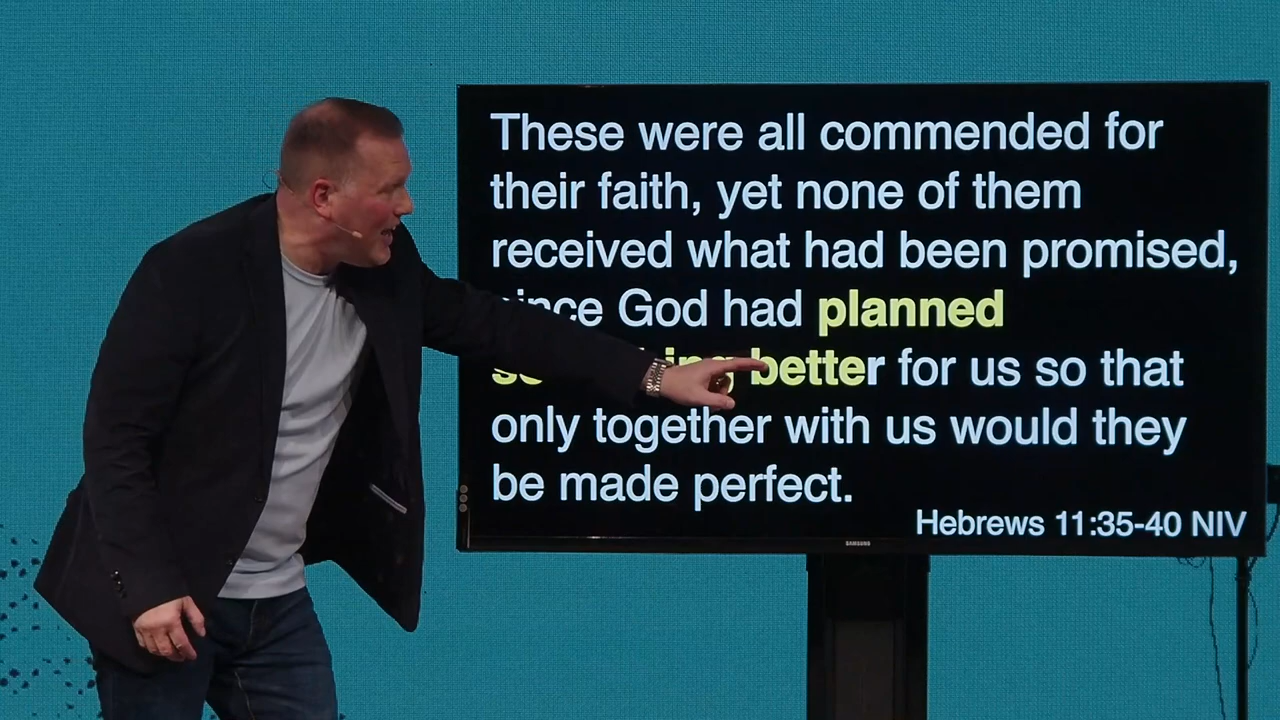 These were all commended for
their faith, yet none of them
received what had been promised,
since God had planned
better for us so that
only together with us would they
be made perfect.
Hebrews 11:35-40 NIV
SAMSUNG